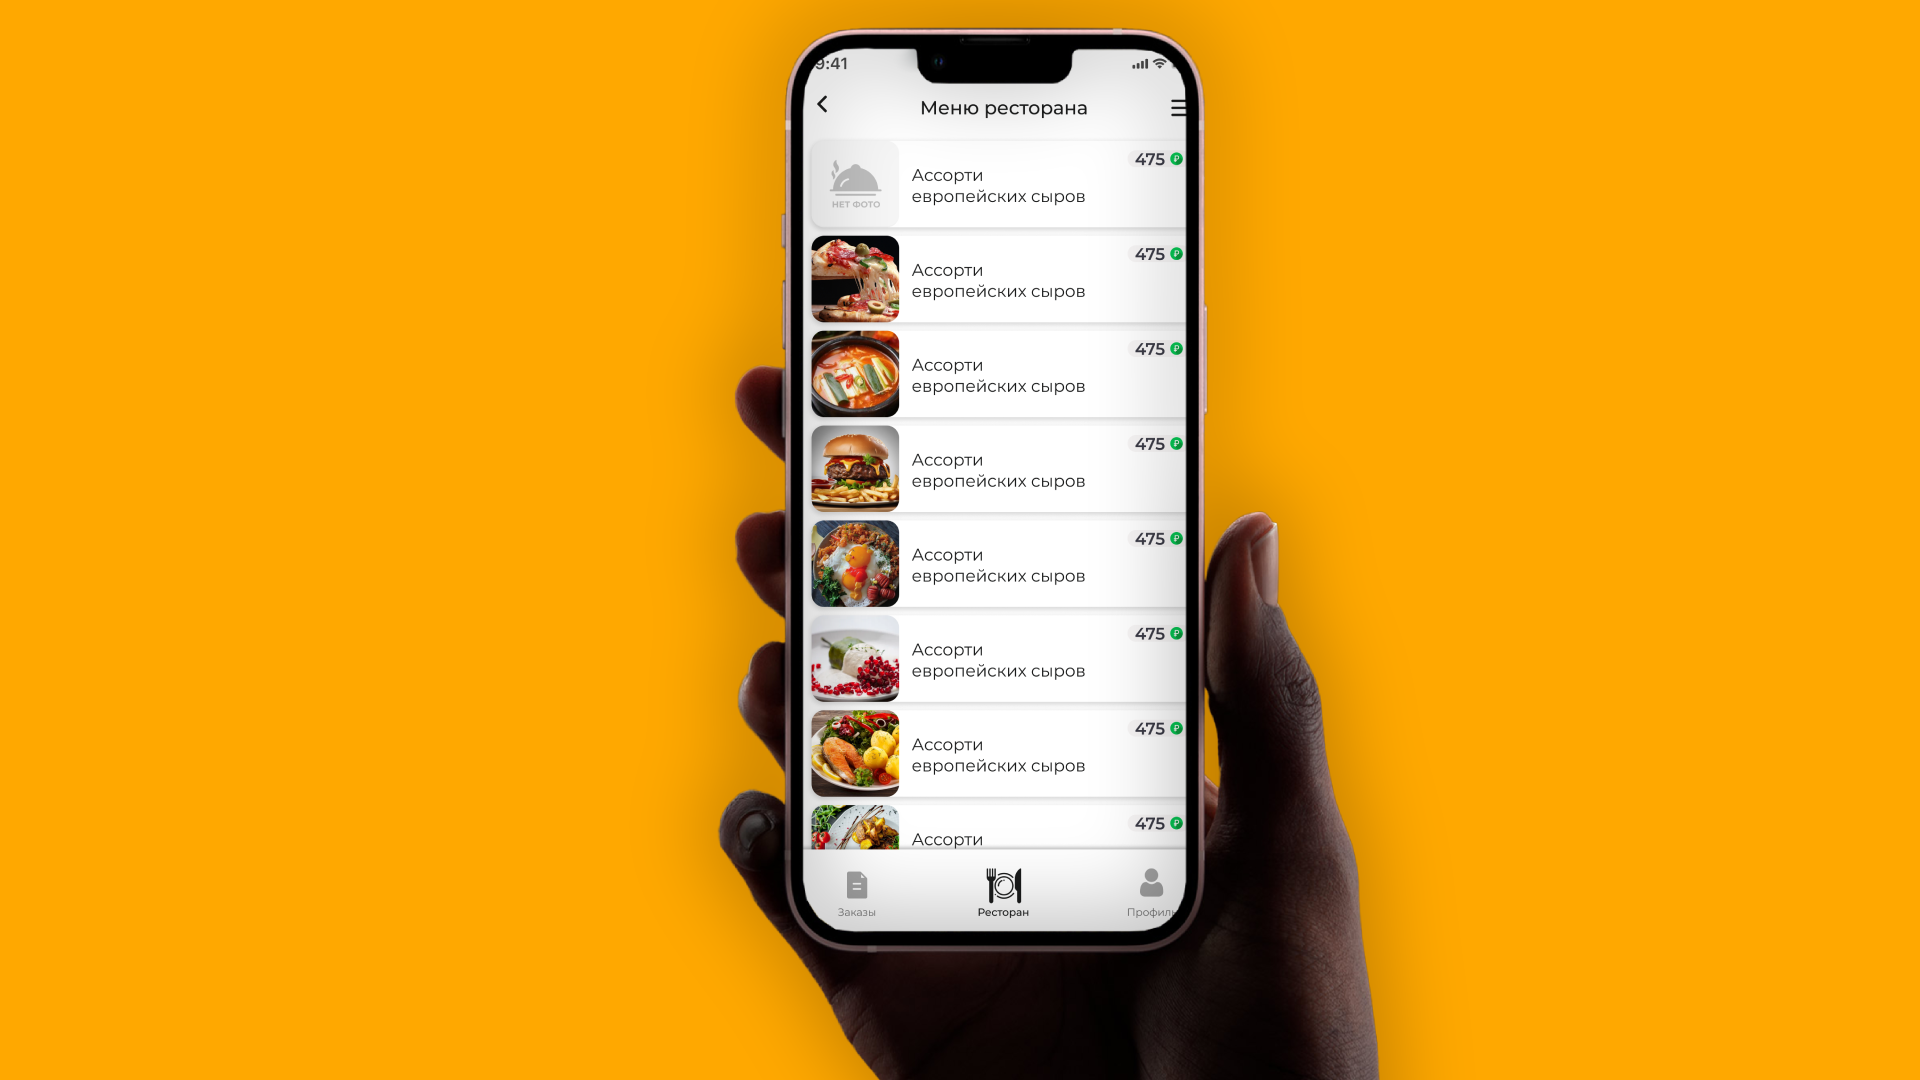 9:41
Меню ресторана
475
Ассорти
европейских сыров
НЕТ ФОТО
475
Ассорти
европейских сыров
475
Ассорти
европейских сыров
475
Ассорти
европейских сыров
475
Ассорти
европейских сыров
475
Ассорти
европейских сыров
475
Ассорти
европейских сыров
475
Ассорти
Заказы
Ресторан
Профиль